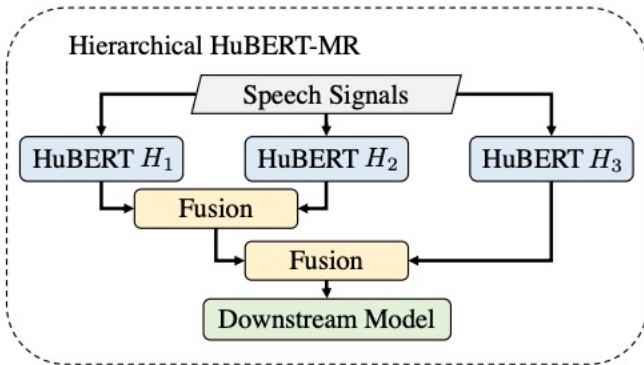 Hierarchical HuBERT-MR
Speech Signals
HuBERT H₁
HuBERT H₂
HuBERT H₃
Fusion
Fusion
Downstream Model